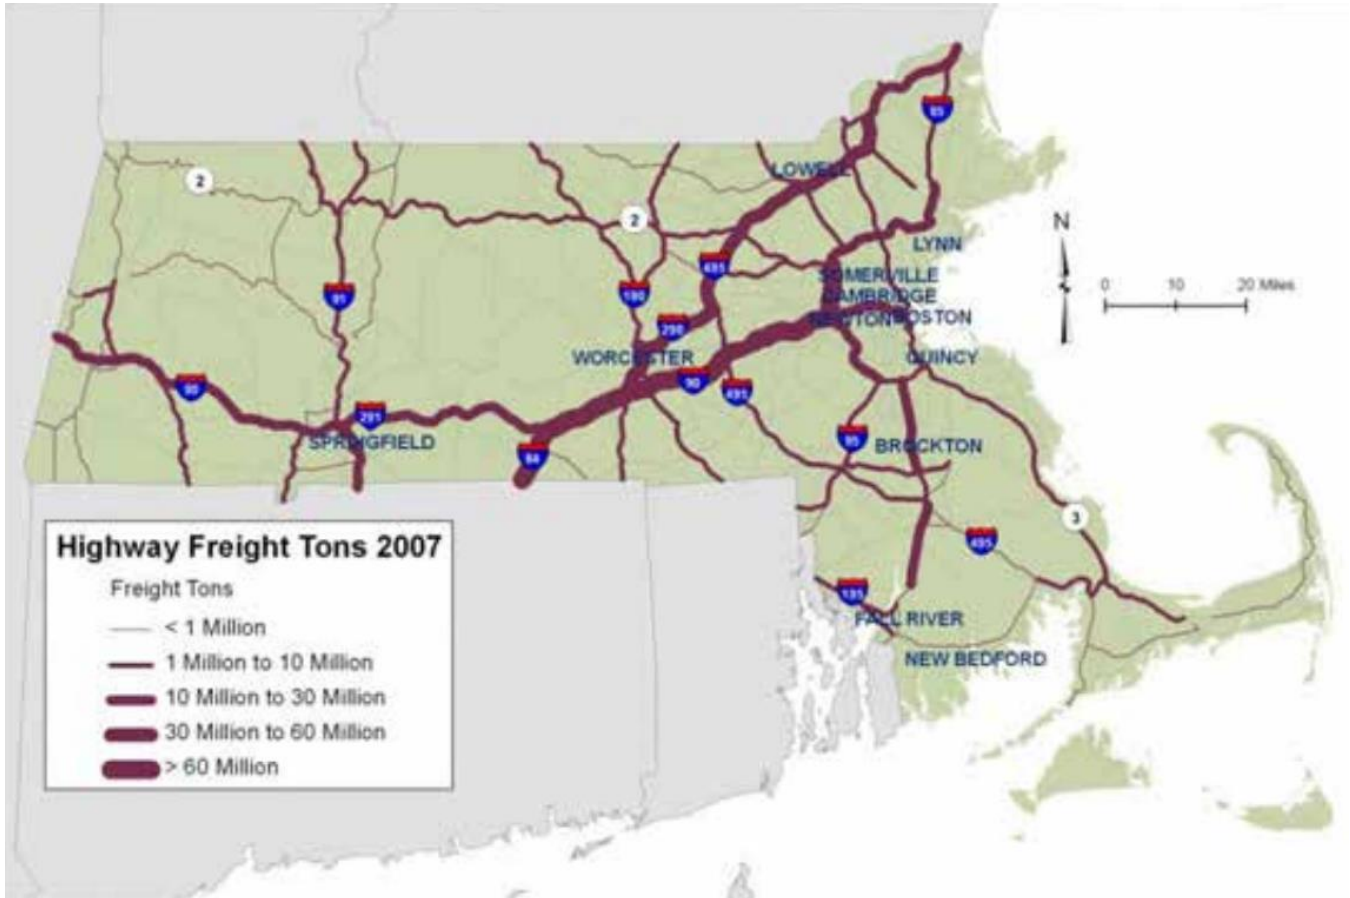 85
2
LOWELL
2
N
LYNN
495
SOMERVILLE
CAMBRIDGE
0 10 20 Miles
91
190
NEWTON BOSTON
290
WORCESTER
QUINCY
90
90
495
291
SPRINGFIELD
95
BROCKTON
84
3
Highway Freight Tons 2007
495
Freight Tons
195
FALL RIVER
< 1 Million
NEW BEDFORD
1 Million to 10 Million
10 Million to 30 Million
30 Million to 60 Million
> 60 Million